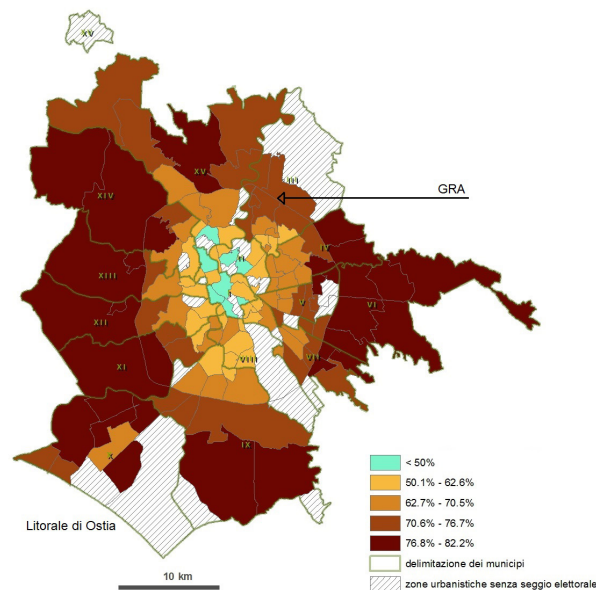 XV
III
GRA
XV
XIV
IV
II
XIII
I
V
VI
XII
VII
VIII
XI
IX
X
< 50%
50.1% - 62.6%
62.7% - 70.5%
70.6% - 76.7%
76.8% - 82.2%
delimitazione dei municipi
zone urbanistiche senza seggio elettorale
Litorale di Ostia
10 km